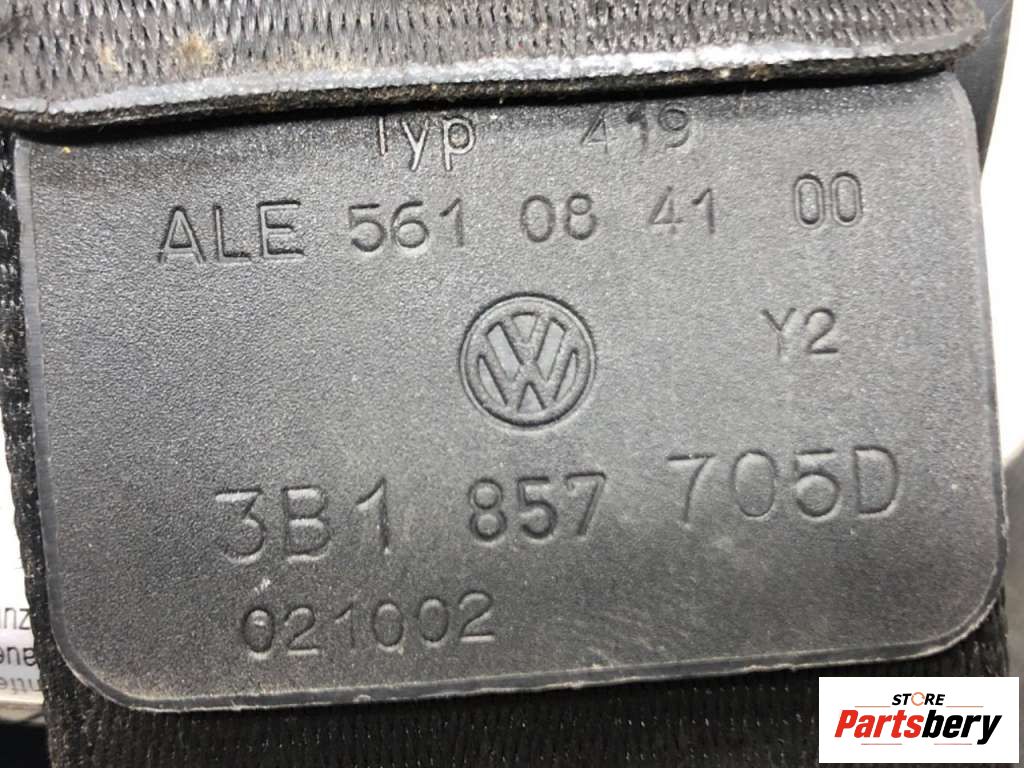 Typ 419
ALE 561 08 41 00
Y2
3B1 857 705D
021002
STORE
Partsbery